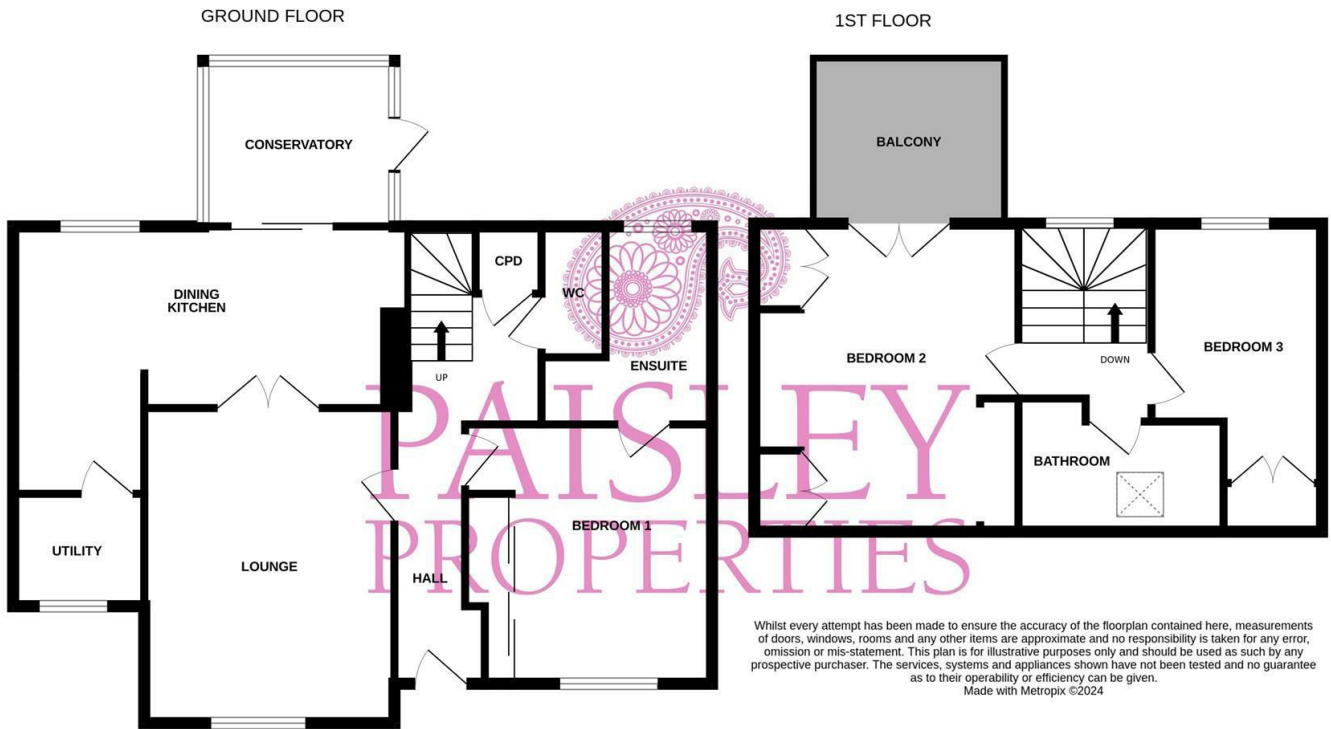 GROUND FLOOR
1ST FLOOR
CONSERVATORY
BALCONY
DINING
KITCHEN
CPD
WC
ENSUITE
UP
BEDROOM 2
DOWN
BEDROOM 3
PAISLEY
PROPERTIES
BATHROOM
BEDROOM 1
UTILITY
LOUNGE
HALL
Whilst every attempt has been made to ensure the accuracy of the floorplan contained here, measurements
of doors, windows, rooms and any other items are approximate and no responsibility is taken for any error,
omission or mis-statement. This plan is for illustrative purposes only and should be used as such by any
prospective purchaser. The services, systems and appliances shown have not been tested and no guarantee
as to their operability or efficiency can be given.
Made with Metropix ©2024